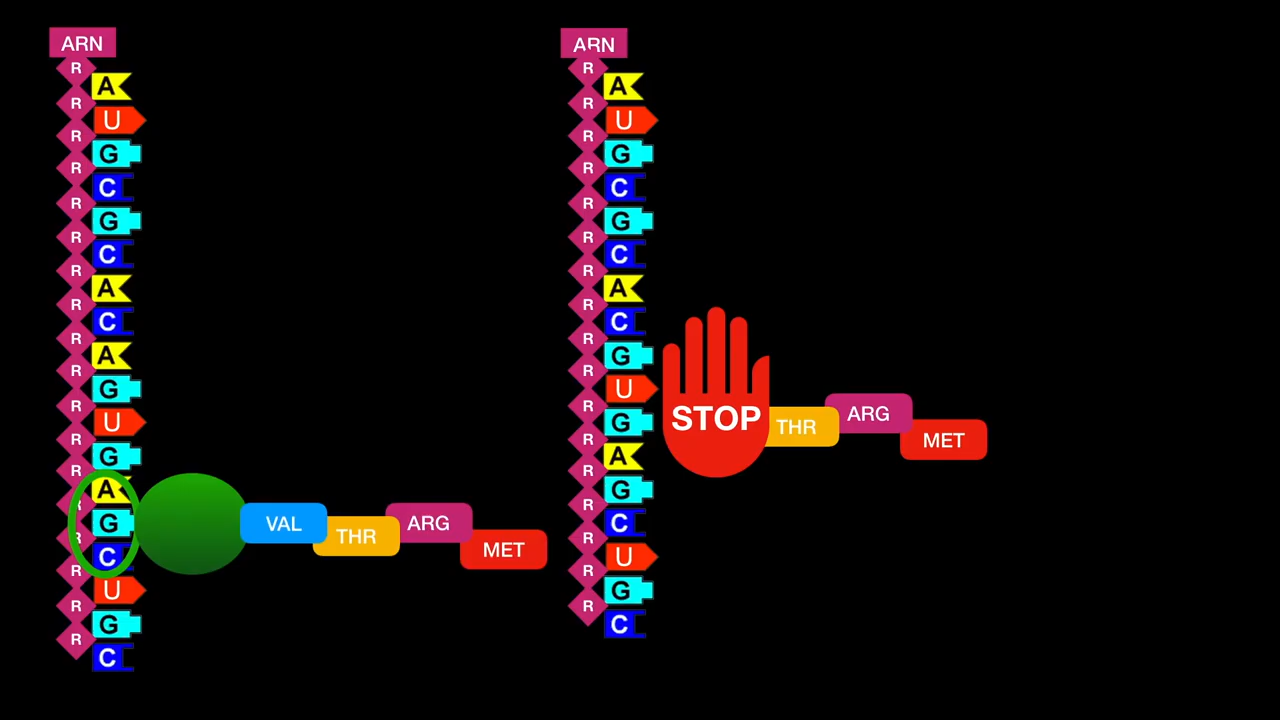 ARN
R A
R U
R G
R C
R G
R C
R A
R C
R A
R G
R U
R G
R A
R G
R C
R U
R G
R C
VAL THR ARG MET
ARN
R A
R U
R G
R C
R G
R C
R A
R C
R G
R U
R G
R A
R G
R C
R U
R G
R C
STOP THR ARG MET